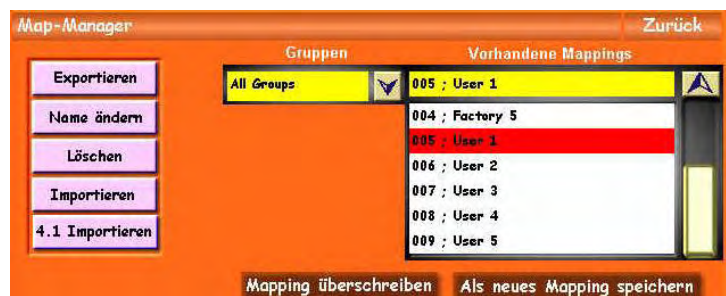 Map-Manager
Zurück
Gruppen
Vorhandene Mappings
Exportieren
Name ändern
Löschen
Importieren
4.1 Importieren
All Groups
005 ; User 1
004 ; Factory 5
005 ; User 1
006 ; User 2
007 ; User 3
008 ; User 4
009 ; User 5
Mapping überschreiben
Als neues Mapping speichern